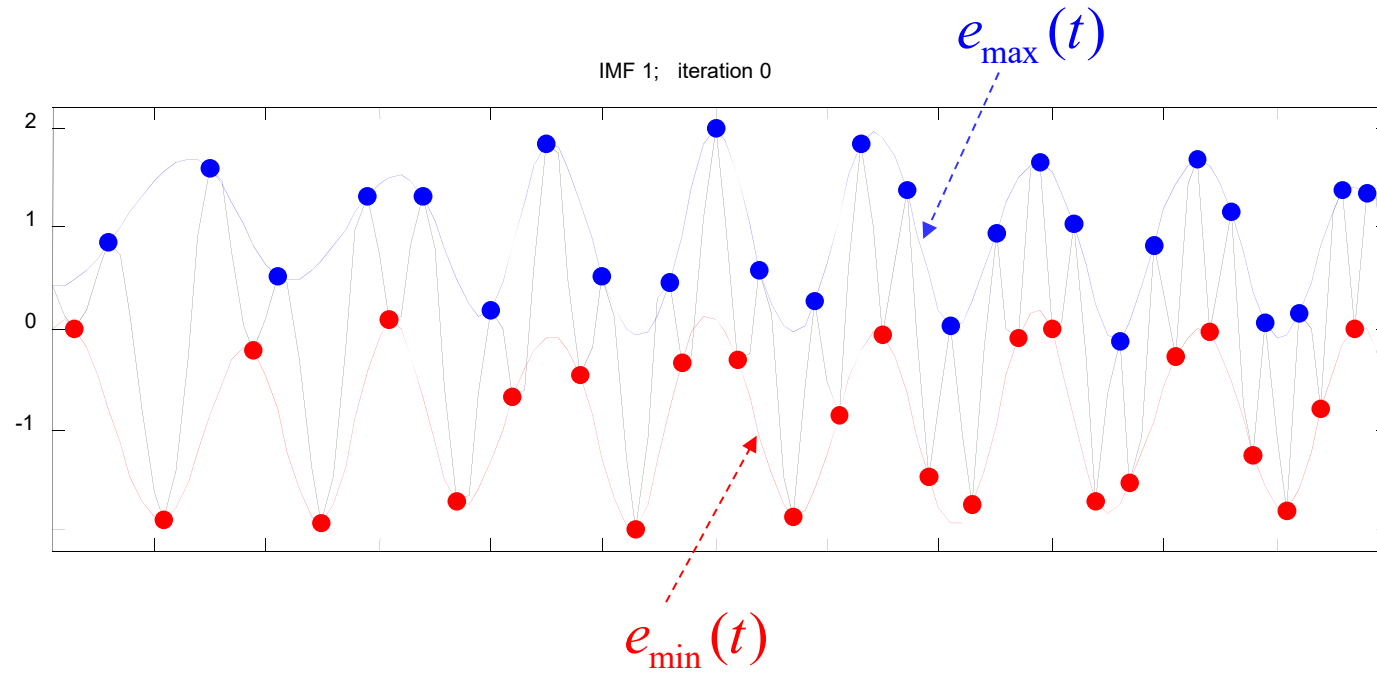 e_max (t)
IMF 1;   iteration 0
2
1
0
-1
e_min (t)